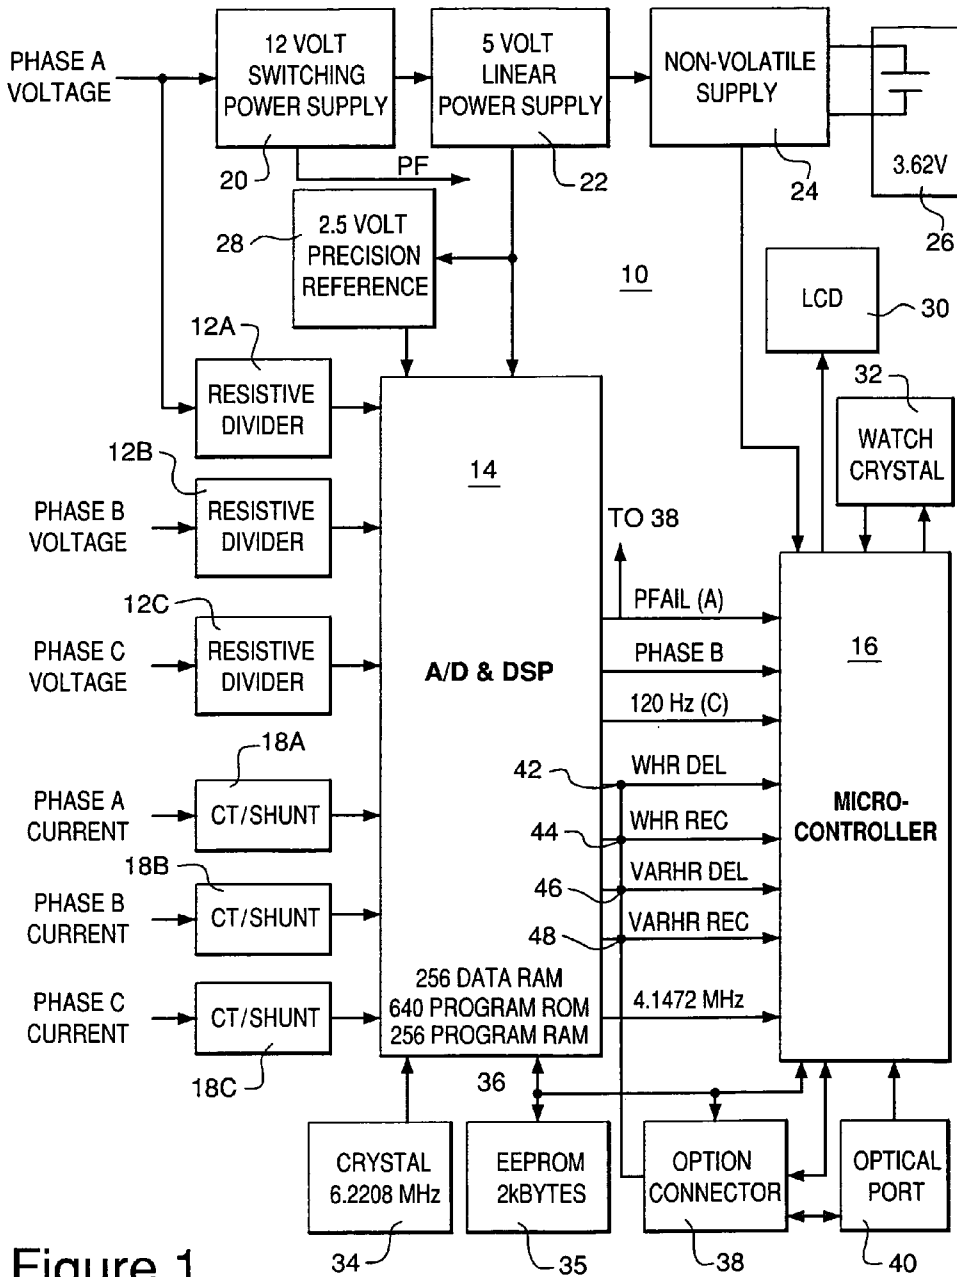 PHASE A
VOLTAGE
12 VOLT
SWITCHING
POWER SUPPLY
5 VOLT
LINEAR
POWER SUPPLY
NON-VOLATILE
SUPPLY
3.62V
20
PF
22
24
26
28
2.5 VOLT
PRECISION
REFERENCE
10
LCD
30
12A
RESISTIVE
DIVIDER
32
WATCH
CRYSTAL
12B
PHASE B
VOLTAGE
RESISTIVE
DIVIDER
14
TO 38
12C
PHASE C
VOLTAGE
RESISTIVE
DIVIDER
A/D & DSP
PFAIL (A)
PHASE B
120 Hz (C)
16
MICRO-
CONTROLLER
18A
PHASE A
CURRENT
CT/SHUNT
42
WHR DEL
44
WHR REC
18B
PHASE B
CURRENT
CT/SHUNT
46
VARHR DEL
48
VARHR REC
PHASE C
CURRENT
CT/SHUNT
18C
256 DATA RAM
640 PROGRAM ROM
256 PROGRAM RAM
4.1472 MHz
36
CRYSTAL
6.2208 MHz
34
EEPROM
2kBYTES
35
OPTION
CONNECTOR
38
OPTICAL
PORT
40
Figure 1